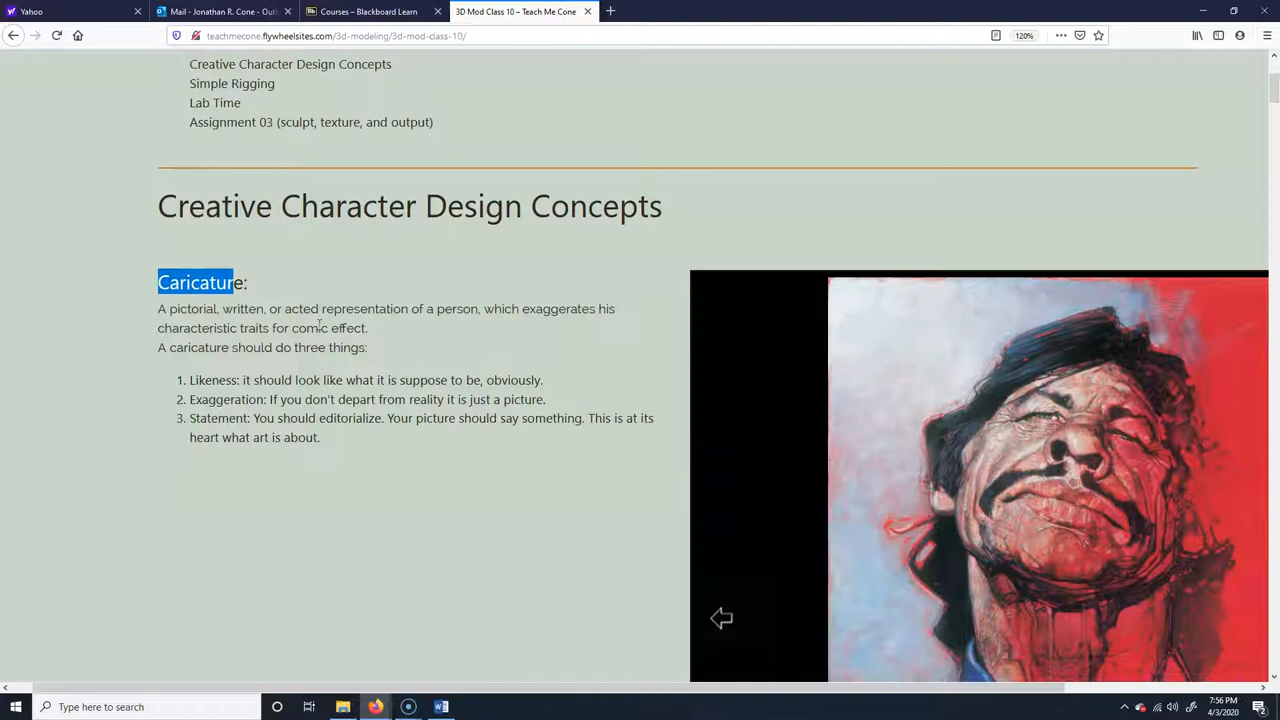 Yahoo
Mail - Jonathan R. Cone - Out
Courses – Blackboard Learn
3D Mod Class 10 – Teach Me Cone
teachmecone.flywheelsites.com/3d-modeling/3d-mod-class-10/
120%
Creative Character Design Concepts
Simple Rigging
Lab Time
Assignment 03 (sculpt, texture, and output)
Creative Character Design Concepts
Caricature:
A pictorial, written, or acted representation of a person, which exaggerates his
characteristic traits for comic effect.
A caricature should do three things:
1. Likeness: it should look like what it is suppose to be, obviously.
2. Exaggeration: If you don't depart from reality it is just a picture.
3. Statement: You should editorialize. Your picture should say something. This is at its
heart what art is about.
Type here to search
7:56 PM
4/3/2020
2